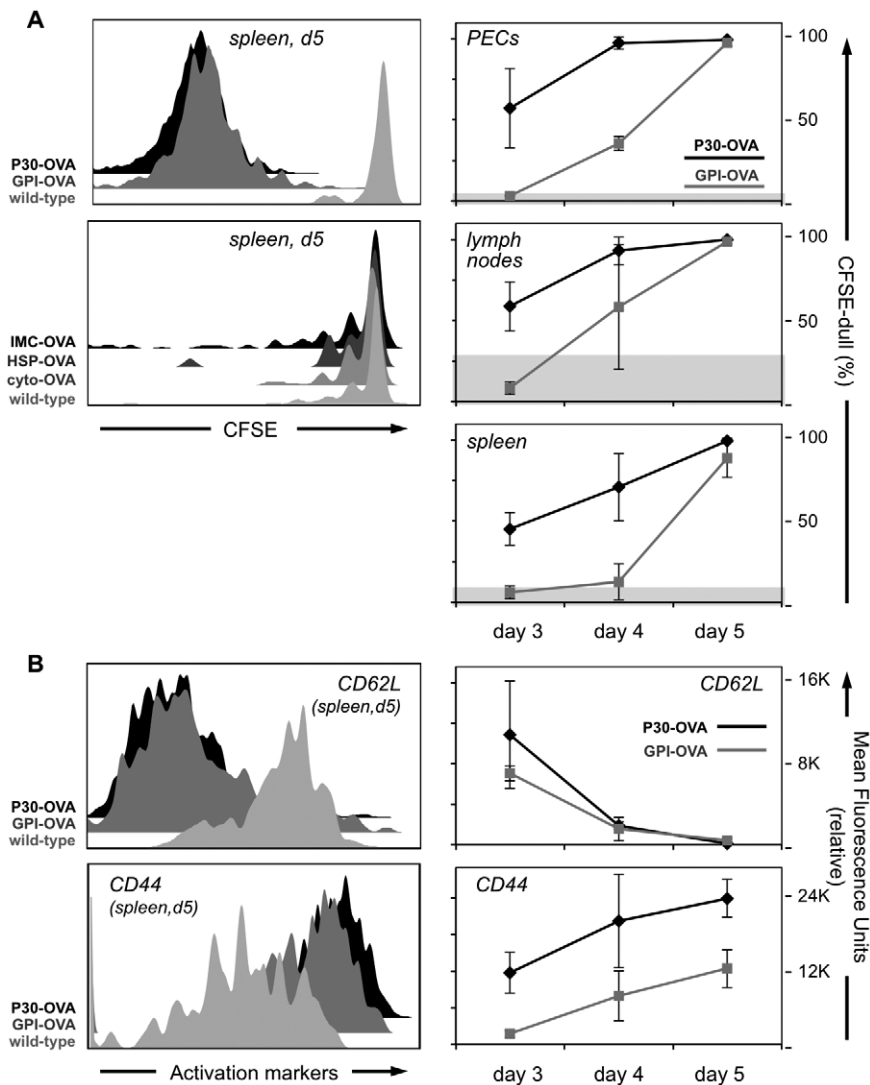 A
spleen, d5
P30-OVA
GPI-OVA
wild-type
spleen, d5
IMC-OVA
HSP-OVA
cyto-OVA
wild-type
CFSE
PECs
100
50
P30-OVA
GPI-OVA
lymph
nodes
100
50
spleen
100
50
day 3 day 4 day 5
CFSE-dull (%)
B
CD62L
(spleen,d5)
P30-OVA
GPI-OVA
wild-type
CD44
(spleen,d5)
P30-OVA
GPI-OVA
wild-type
Activation markers
CD62L
16K
P30-OVA
GPI-OVA
8K
CD44
24K
12K
day 3 day 4 day 5
Mean Fluorescence Units
(relative)